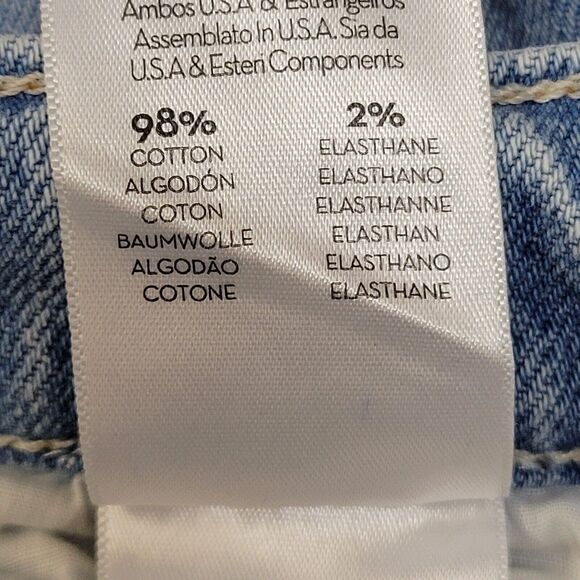 Ambos U.S.A & Estrangeiros
Assemblato In U.S.A. Sia da
U.S.A & Esteri Components
98% 2%
COTTON ELASTHANE
ALGODÓN ELASTHANO
COTON ELASTHANNE
BAUMWOLLE ELASTHAN
ALGODÃO ELASTHANO
COTONE ELASTHANE